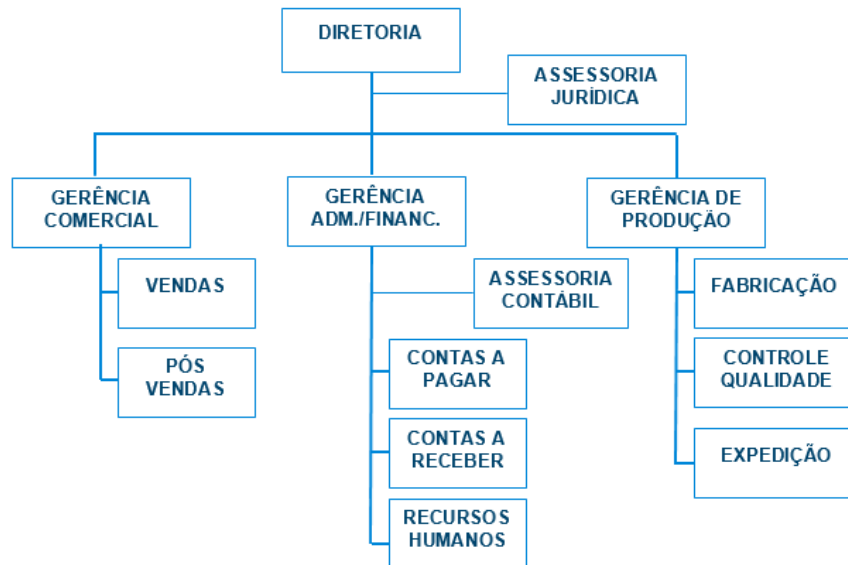 DIRETORIA
ASSESSORIA
JURÍDICA
GERÊNCIA
COMERCIAL
GERÊNCIA
ADM./FINANC.
GERÊNCIA DE
PRODUÇÃO
VENDAS
PÓS
VENDAS
ASSESSORIA
CONTÁBIL
CONTAS A
PAGAR
CONTAS A
RECEBER
RECURSOS
HUMANOS
FABRICAÇÃO
CONTROLE
QUALIDADE
EXPEDIÇÃO